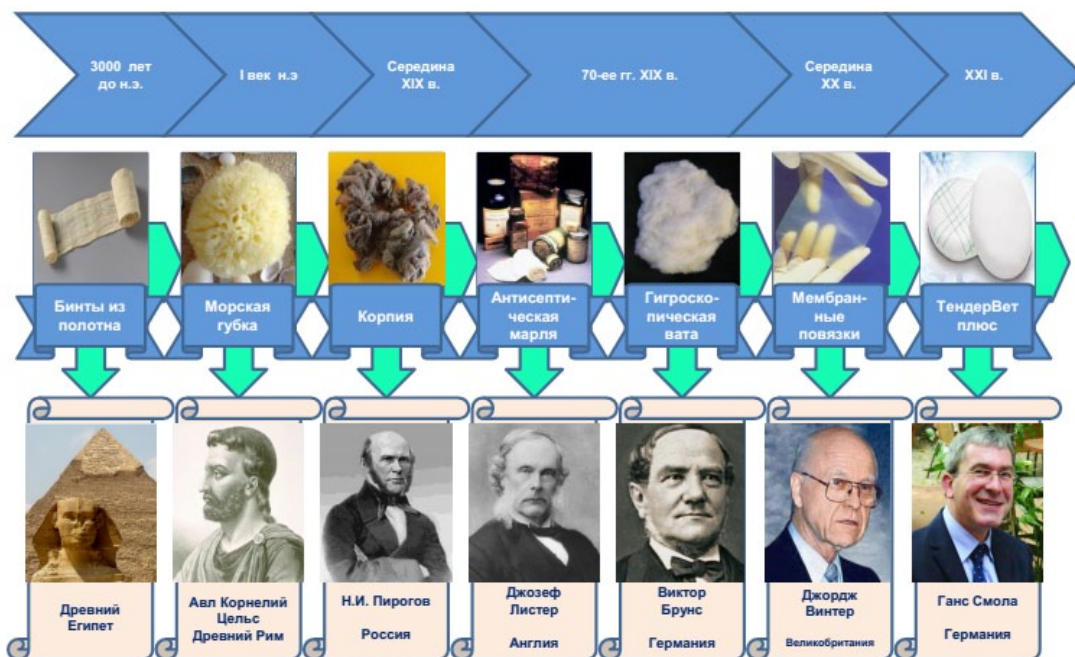 3000 лет
до н.э.
I век н.э
Середина
XIX в.
70-ее гг. XIX в.
Середина
XX в.
XXI в.
Бинты из
полотна
Морская
губка
Корпия
Антисепти-
ческая
марля
Гигроско-
пическая
вата
Мембран-
ные
повязки
ТендерВет
плюс
Древний
Египет
Авл Корнелий
Цельс
Древний Рим
Н.И. Пирогов
Россия
Джозеф
Листер
Англия
Виктор
Брунс
Германия
Джордж
Винтер
Великобритания
Ганс Смола
Германия